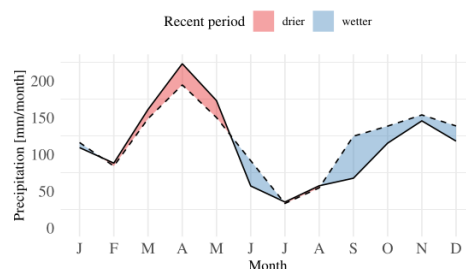 Recent period drier wetter
Precipitation [mm/month]
200
150
100
50
0
J F M A M J J A S O N D
Month